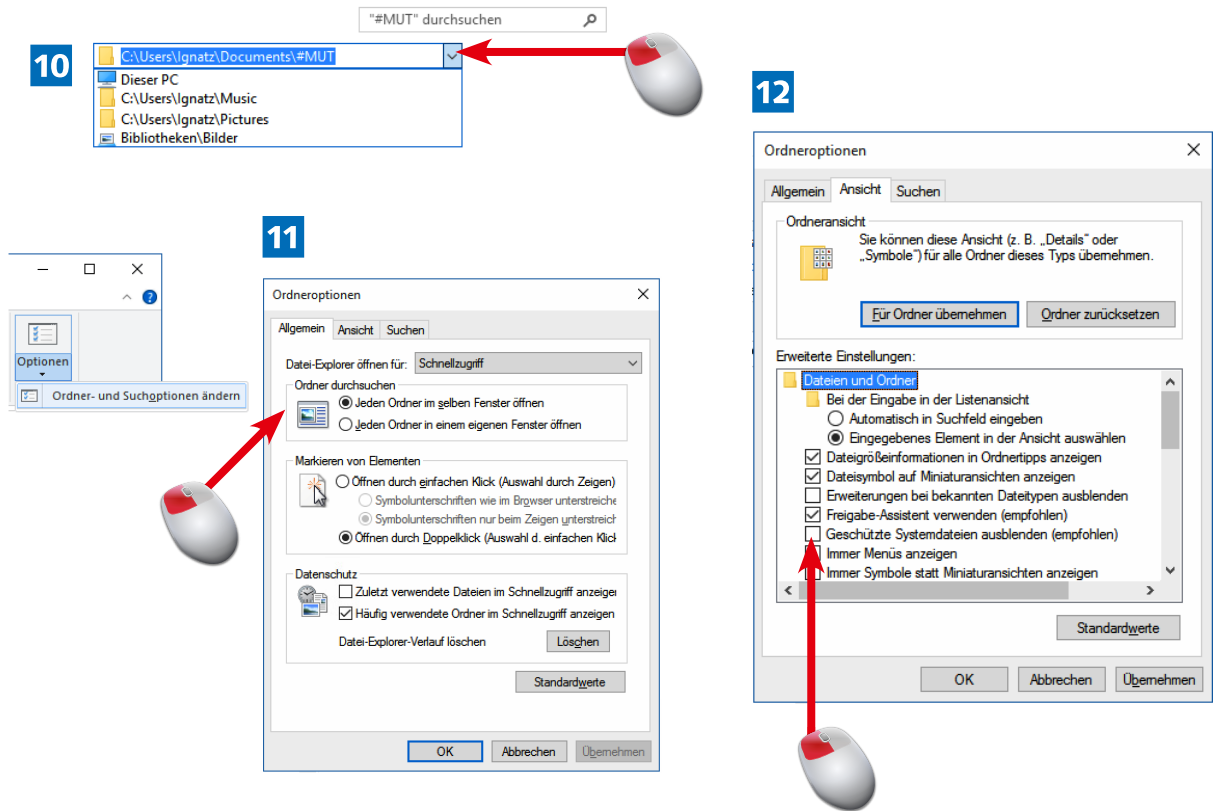 "#MUT" durchsuchen
10
C:\Users\Ignatz\Documents\#MUT
Dieser PC
C:\Users\Ignatz\Music
C:\Users\Ignatz\Pictures
Bibliotheken\Bilder
11
Optionen
Ordner- und Suchoptionen ändern
Ordneroptionen
Allgemein Ansicht Suchen
Datei-Explorer öffnen für: Schnellzugriff
Ordner durchsuchen
Jeden Ordner im selben Fenster öffnen
Jeden Ordner in einem eigenen Fenster öffnen
Markieren von Elementen
Öffnen durch einfachen Klick (Auswahl durch Zeigen)
Symbolunterschriften wie im Browser unterstreiche
Symbolunterschriften nur beim Zeigen unterstreich
Öffnen durch Doppelklick (Auswahl d. einfachen Klick
Datenschutz
Zuletzt verwendete Dateien im Schnellzugriff anzeigen
Häufig verwendete Ordner im Schnellzugriff anzeigen
Datei-Explorer-Verlauf löschen Löschen
Standardwerte
OK Abbrechen Übernehmen
12
Ordneroptionen
Allgemein Ansicht Suchen
Ordneransicht
Sie können diese Ansicht (z. B. „Details" oder
„Symbole") für alle Ordner dieses Typs übernehmen.
Für Ordner übernehmen Ordner zurücksetzen
Erweiterte Einstellungen:
Dateien und Ordner
Bei der Eingabe in der Listenansicht
Automatisch in Suchfeld eingeben
Eingegebenes Element in der Ansicht auswählen
Dateigrößeinformationen in Ordnertipps anzeigen
Dateisymbol auf Miniaturansichten anzeigen
Erweiterungen bei bekannten Dateitypen ausblenden
Freigabe-Assistent verwenden (empfohlen)
Geschützte Systemdateien ausblenden (empfohlen)
Immer Menüs anzeigen
Immer Symbole statt Miniaturansichten anzeigen
Standardwerte
OK Abbrechen Übernehmen